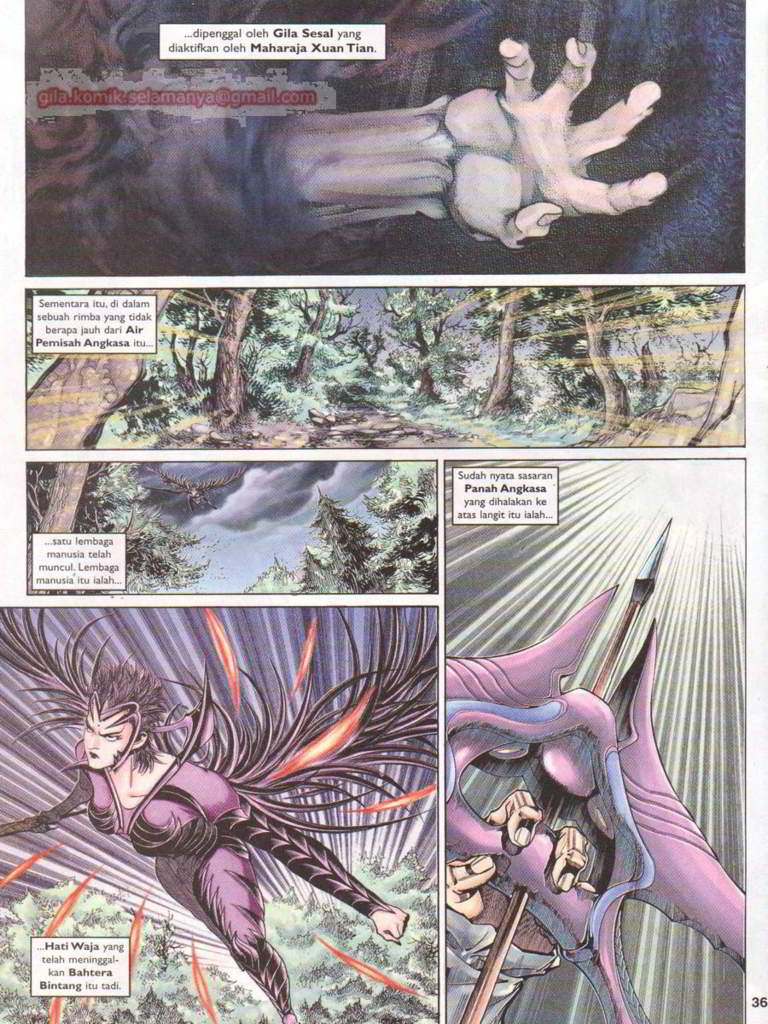 ...dipenggal oleh Gila Sesal yang
diaktifkan oleh Maharaja Xuan Tian.
gila.komik.selamanya@gmail.com
Sementara itu, di dalam
sebuah rimba yang tidak
berapa jauh dari Air
Pemisah Angkasa itu...
...satu lembaga
manusia telah
muncul. Lembaga
manusia itu ialah...
Sudah nyata sasaran
Panah Angkasa
yang dihalakan ke
atas langit itu ialah...
...Hati Waja yang
telah meninggal-
kan Bahtera
Bintang itu tadi.
36